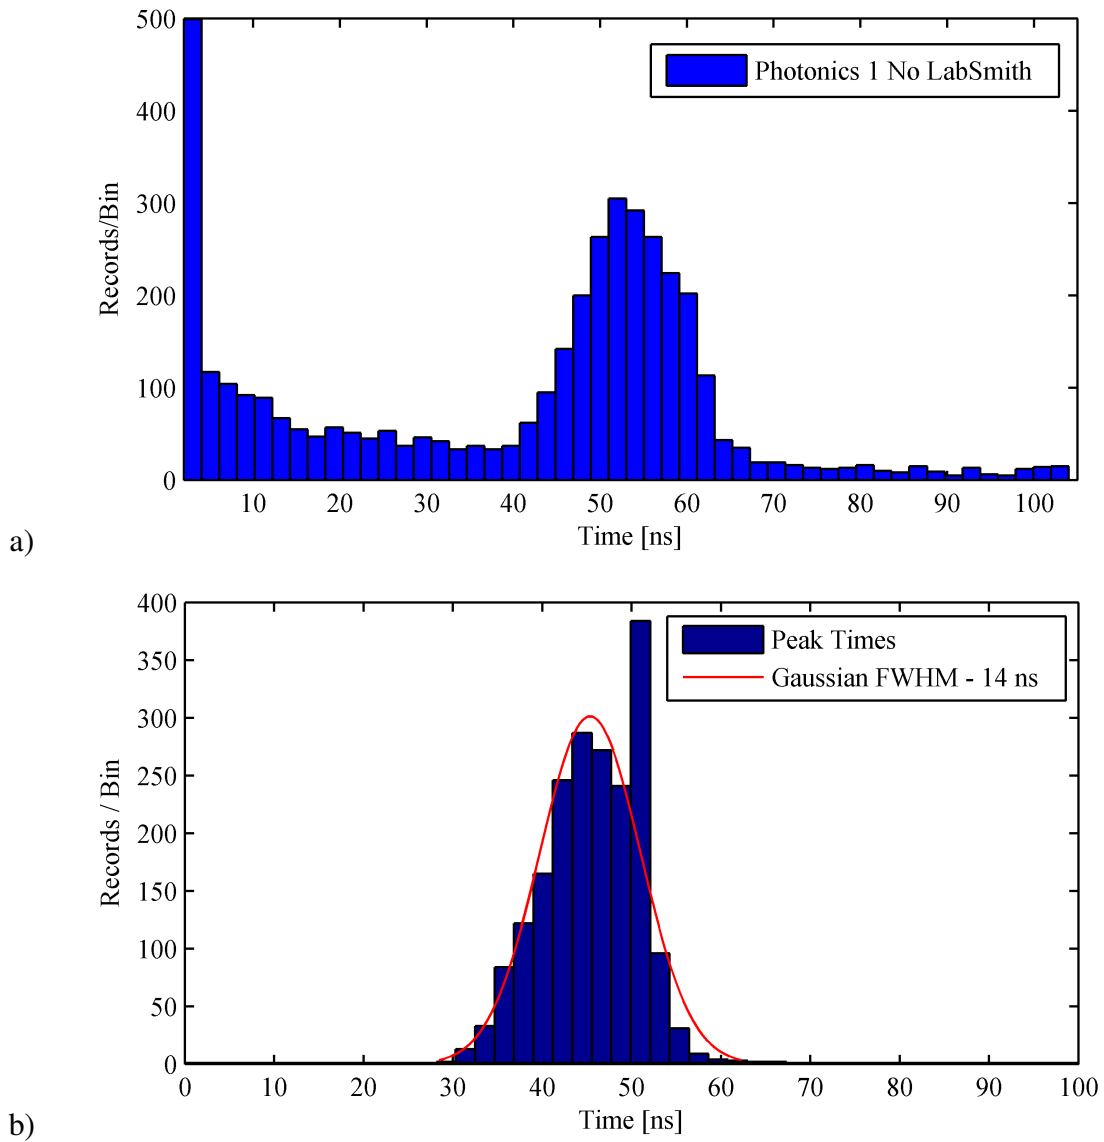 500
400
300
200
100
0
Records/Bin
Photonics 1 No LabSmith
10 20 30 40 50 60 70 80 90 100
Time [ns]
a)
400
350
300
250
200
150
100
50
0
Records / Bin
Peak Times
Gaussian FWHM - 14 ns
0 10 20 30 40 50 60 70 80 90 100
Time [ns]
b)